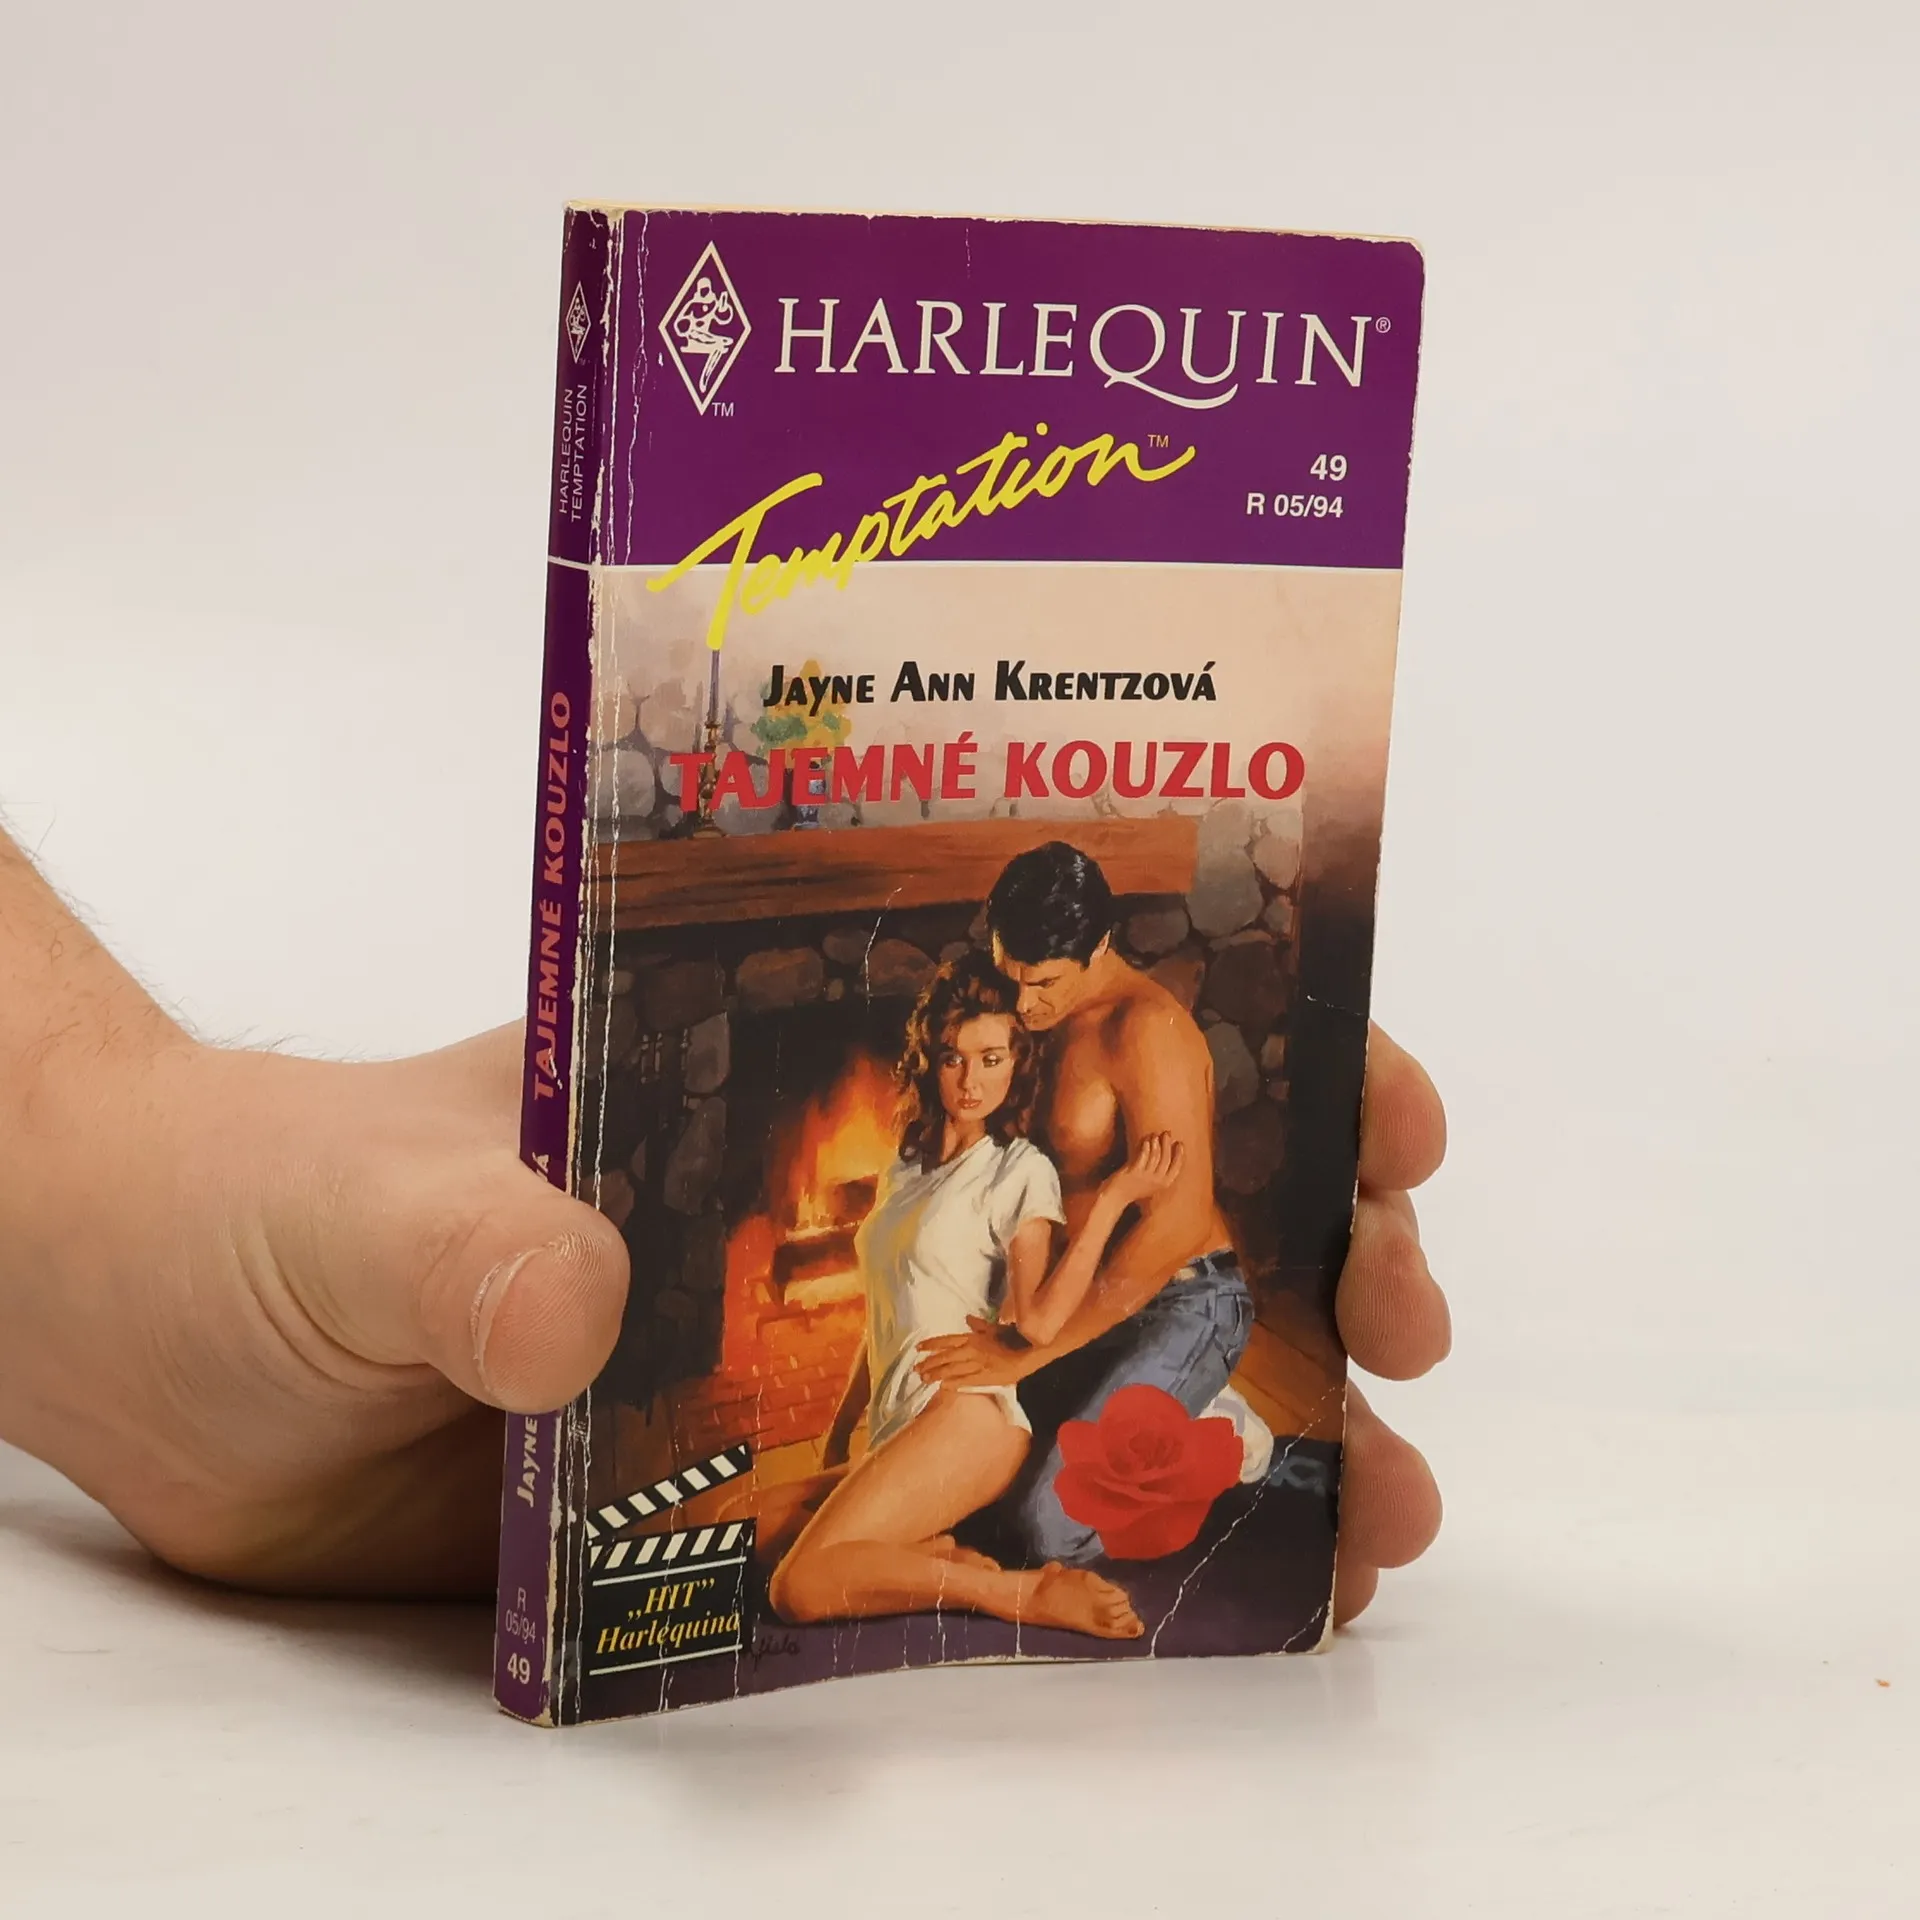 HARLEQUIN®
TM
Temptation™
49
R 05/94
JAYNE ANN KRENTZOVÁ
TAJEMNÉ KOUZLO
„HIT”
Harlequina
HARLEQUIN
TEMPTATION
TAJEMNÉ KOUZLO
JAYNE
R
05/94
49